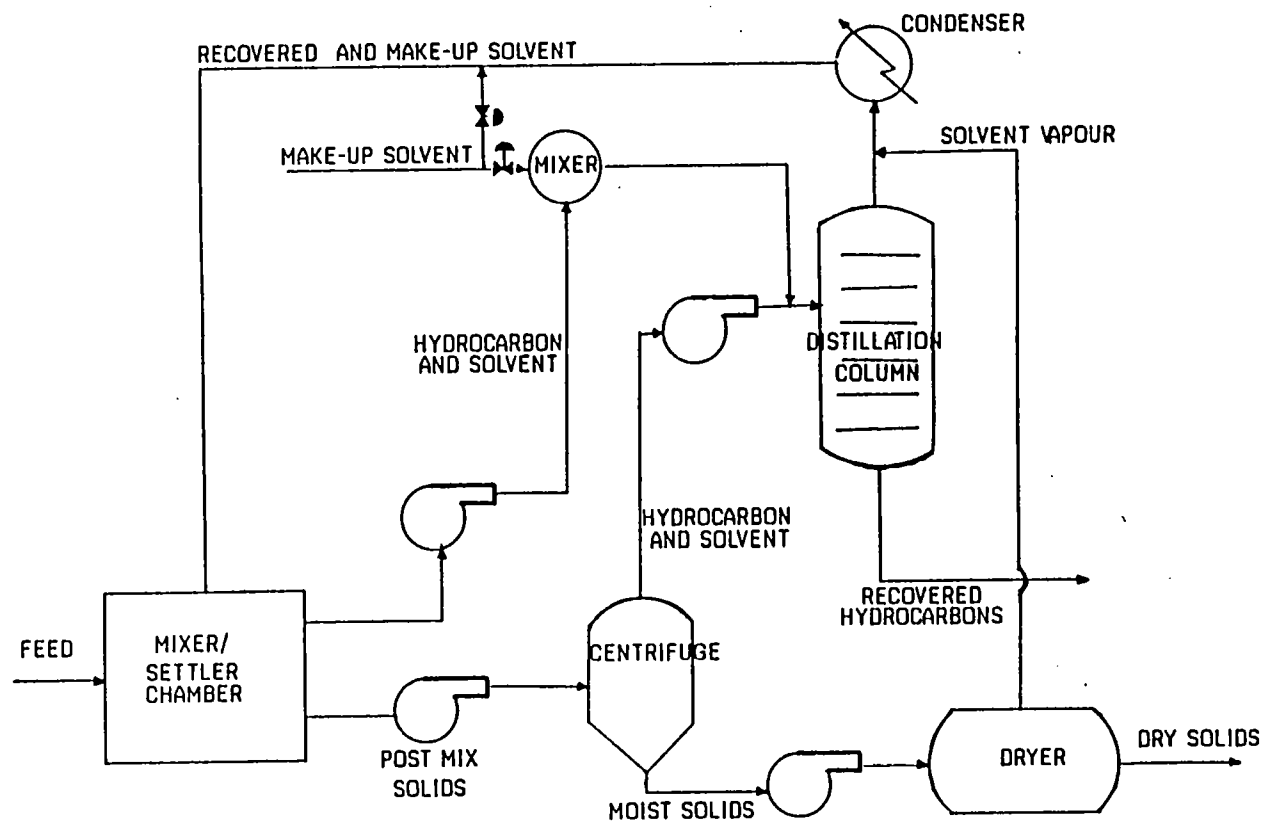 CONDENSER
RECOVERED AND MAKE-UP SOLVENT
SOLVENT VAPOUR
MAKE-UP SOLVENT
MIXER
HYDROCARBON
AND SOLVENT
DISTILLATION
COLUMN
HYDROCARBON
AND SOLVENT
RECOVERED
HYDROCARBONS
FEED
MIXER/
SETTLER
CHAMBER
CENTRIFUGE
POST MIX
SOLIDS
MOIST SOLIDS
DRYER
DRY SOLIDS